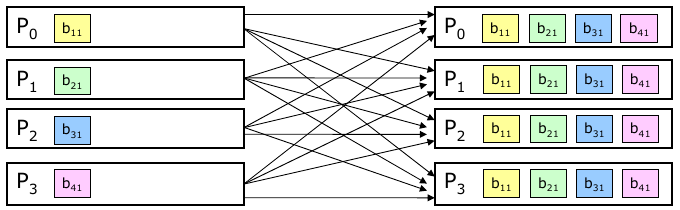 P₀ b₁₁ P₀ b₁₁ b₂₁ b₃₁ b₄₁
P₁ b₂₁ P₁ b₁₁ b₂₁ b₃₁ b₄₁
P₂ b₃₁ P₂ b₁₁ b₂₁ b₃₁ b₄₁
P₃ b₄₁ P₃ b₁₁ b₂₁ b₃₁ b₄₁